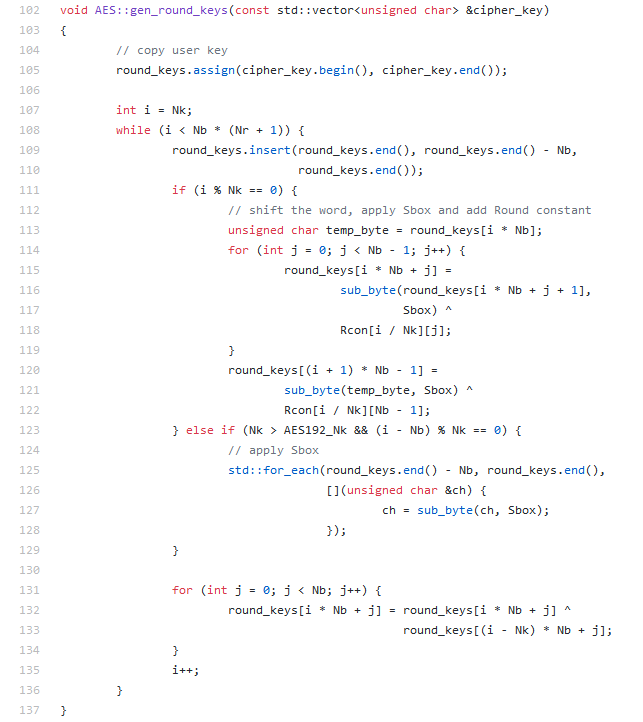 102 void AES::gen_round_keys(const std::vector<unsigned char> &cipher_key)
103 {
104         // copy user key
105         round_keys.assign(cipher_key.begin(), cipher_key.end());
106
107         int i = Nk;
108         while (i < Nb * (Nr + 1)) {
109                 round_keys.insert(round_keys.end(), round_keys.end() - Nb,
110                                   round_keys.end());
111                 if (i % Nk == 0) {
112                         // shift the word, apply Sbox and add Round constant
113                         unsigned char temp_byte = round_keys[i * Nb];
114                         for (int j = 0; j < Nb - 1; j++) {
115                                 round_keys[i * Nb + j] =
116                                         sub_byte(round_keys[i * Nb + j + 1],
117                                                  Sbox) ^
118                                         Rcon[i / Nk][j];
119                         }
120                         round_keys[(i + 1) * Nb - 1] =
121                                 sub_byte(temp_byte, Sbox) ^
122                                 Rcon[i / Nk][Nb - 1];
123                 } else if (Nk > AES192_Nk && (i - Nb) % Nk == 0) {
124                         // apply Sbox
125                         std::for_each(round_keys.end() - Nb, round_keys.end(),
126                                       [](unsigned char &ch) {
127                                               ch = sub_byte(ch, Sbox);
128                                       });
129                 }
130
131                 for (int j = 0; j < Nb; j++) {
132                         round_keys[i * Nb + j] = round_keys[i * Nb + j] ^
133                                                  round_keys[(i - Nk) * Nb + j];
134                 }
135                 i++;
136         }
137 }